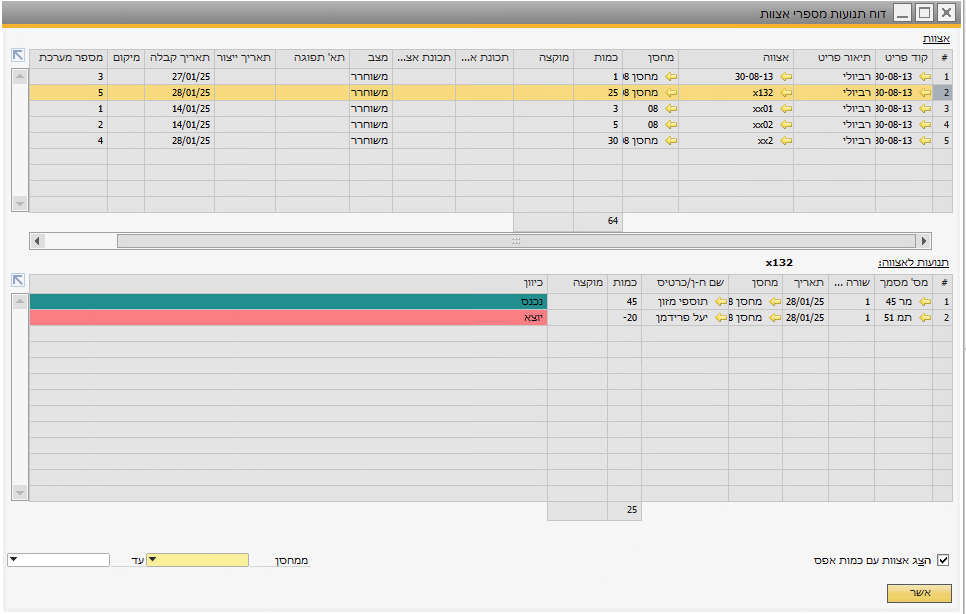 דוח תנועות מספרי אצוות
אצוות
# קוד פריט תיאור פריט אצווה מחסן כמות מוקצה תכונת א... תכונת אצ... מצב תא' תפוגה תאריך ייצור תאריך קבלה מיקום מספר מערכת
1 30-08-13 רביולי 30-08-13 מחסן 08 1 משוחרר 27/01/25 3
2 30-08-13 רביולי x132 מחסן 08 25 משוחרר 28/01/25 5
3 30-08-13 רביולי xx01 08 3 משוחרר 14/01/25 1
4 30-08-13 רביולי xx02 08 5 משוחרר 14/01/25 2
5 30-08-13 רביולי xx2 מחסן 08 30 משוחרר 28/01/25 4
64
תנועות לאצווה: x132
# מס' מסמך שורה ... תאריך מחסן שם ח-ן/כרטיס כמות מוקצה כיוון
1 מר 45 1 28/01/25 מחסן 8 תוספי מזון 45 נכנס
2 תמ 51 1 28/01/25 מחסן 8 יעל פרידמן 20- יוצא
25
הצג אצוות עם כמות אפס
ממחסן עד
אשר